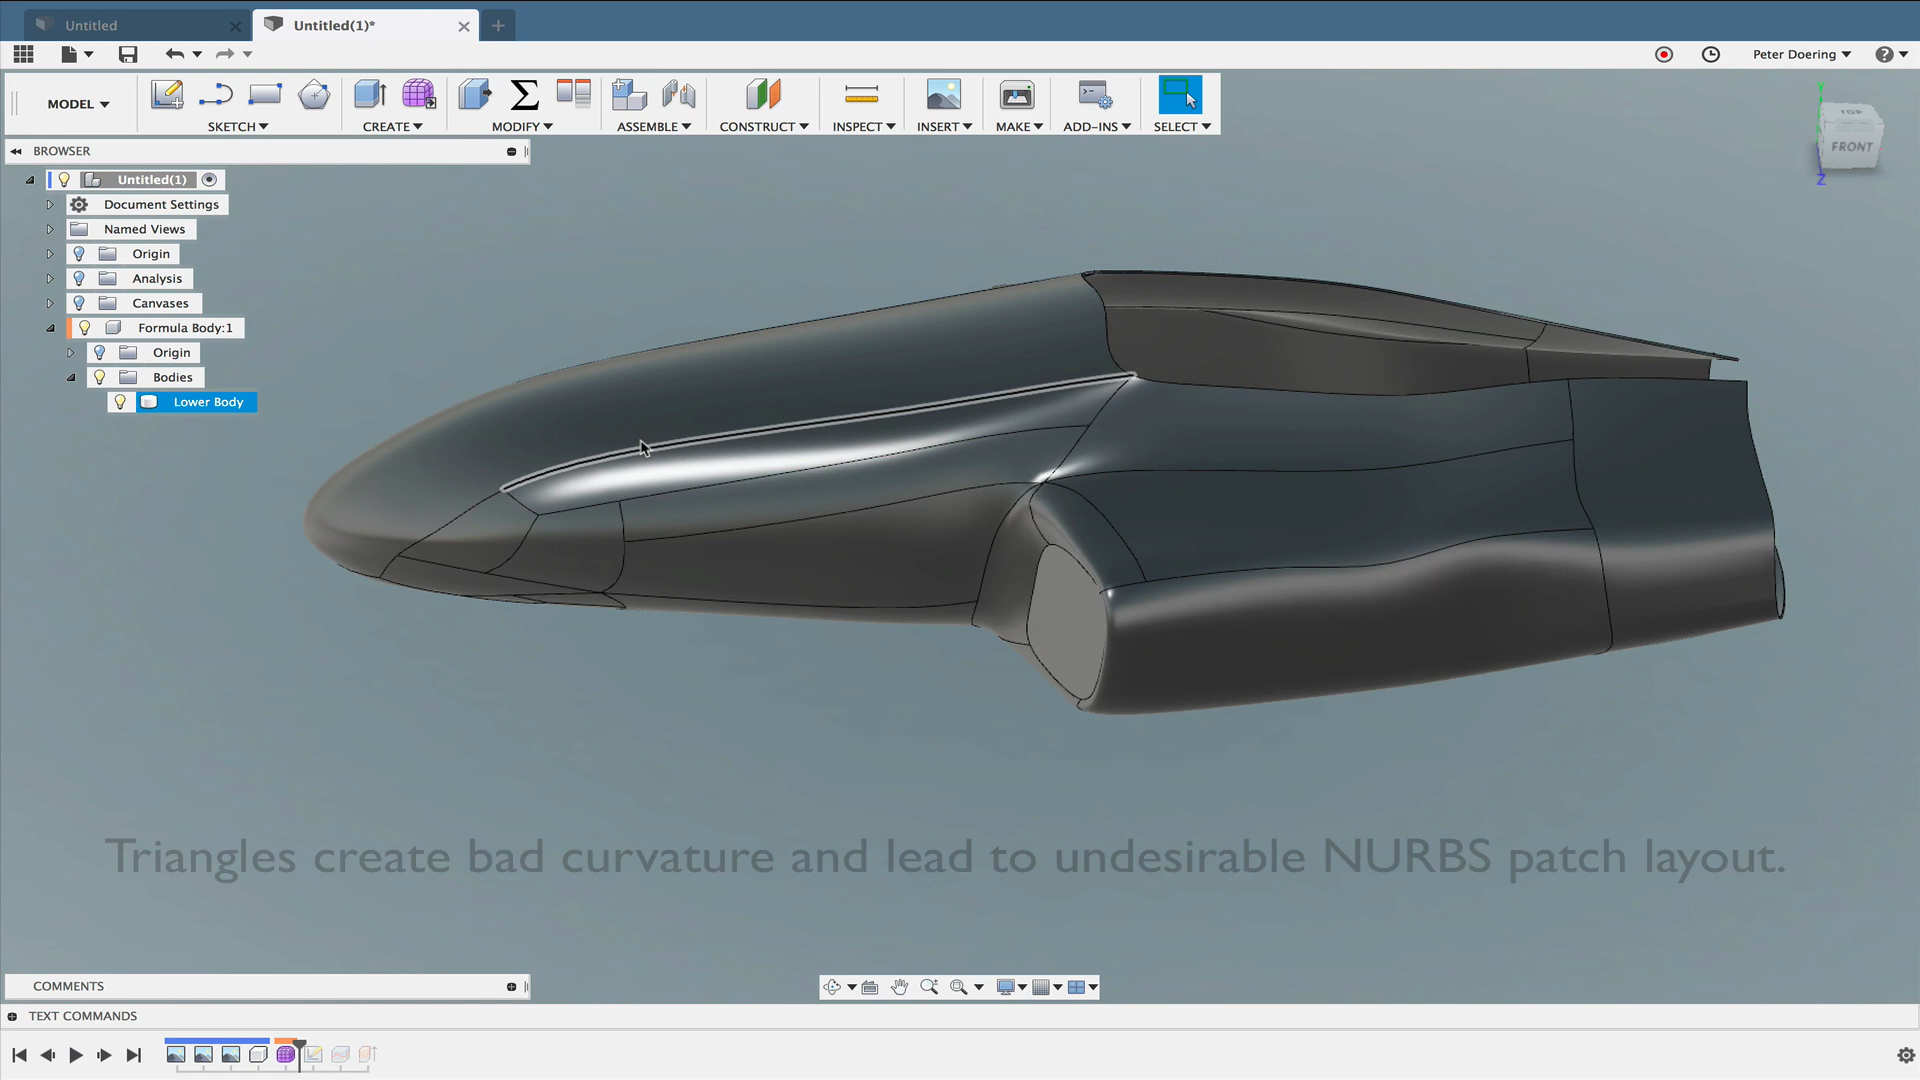 Untitled
Untitled(1)*
Peter Doering
MODEL
SKETCH
CREATE
MODIFY
ASSEMBLE
CONSTRUCT
INSPECT
INSERT
MAKE
ADD-INS
SELECT
Y
TOP
FRONT
Z
BROWSER
Untitled(1)
Document Settings
Named Views
Origin
Analysis
Canvases
Formula Body:1
Origin
Bodies
Lower Body
Triangles create bad curvature and lead to undesirable NURBS patch layout.
COMMENTS
TEXT COMMANDS